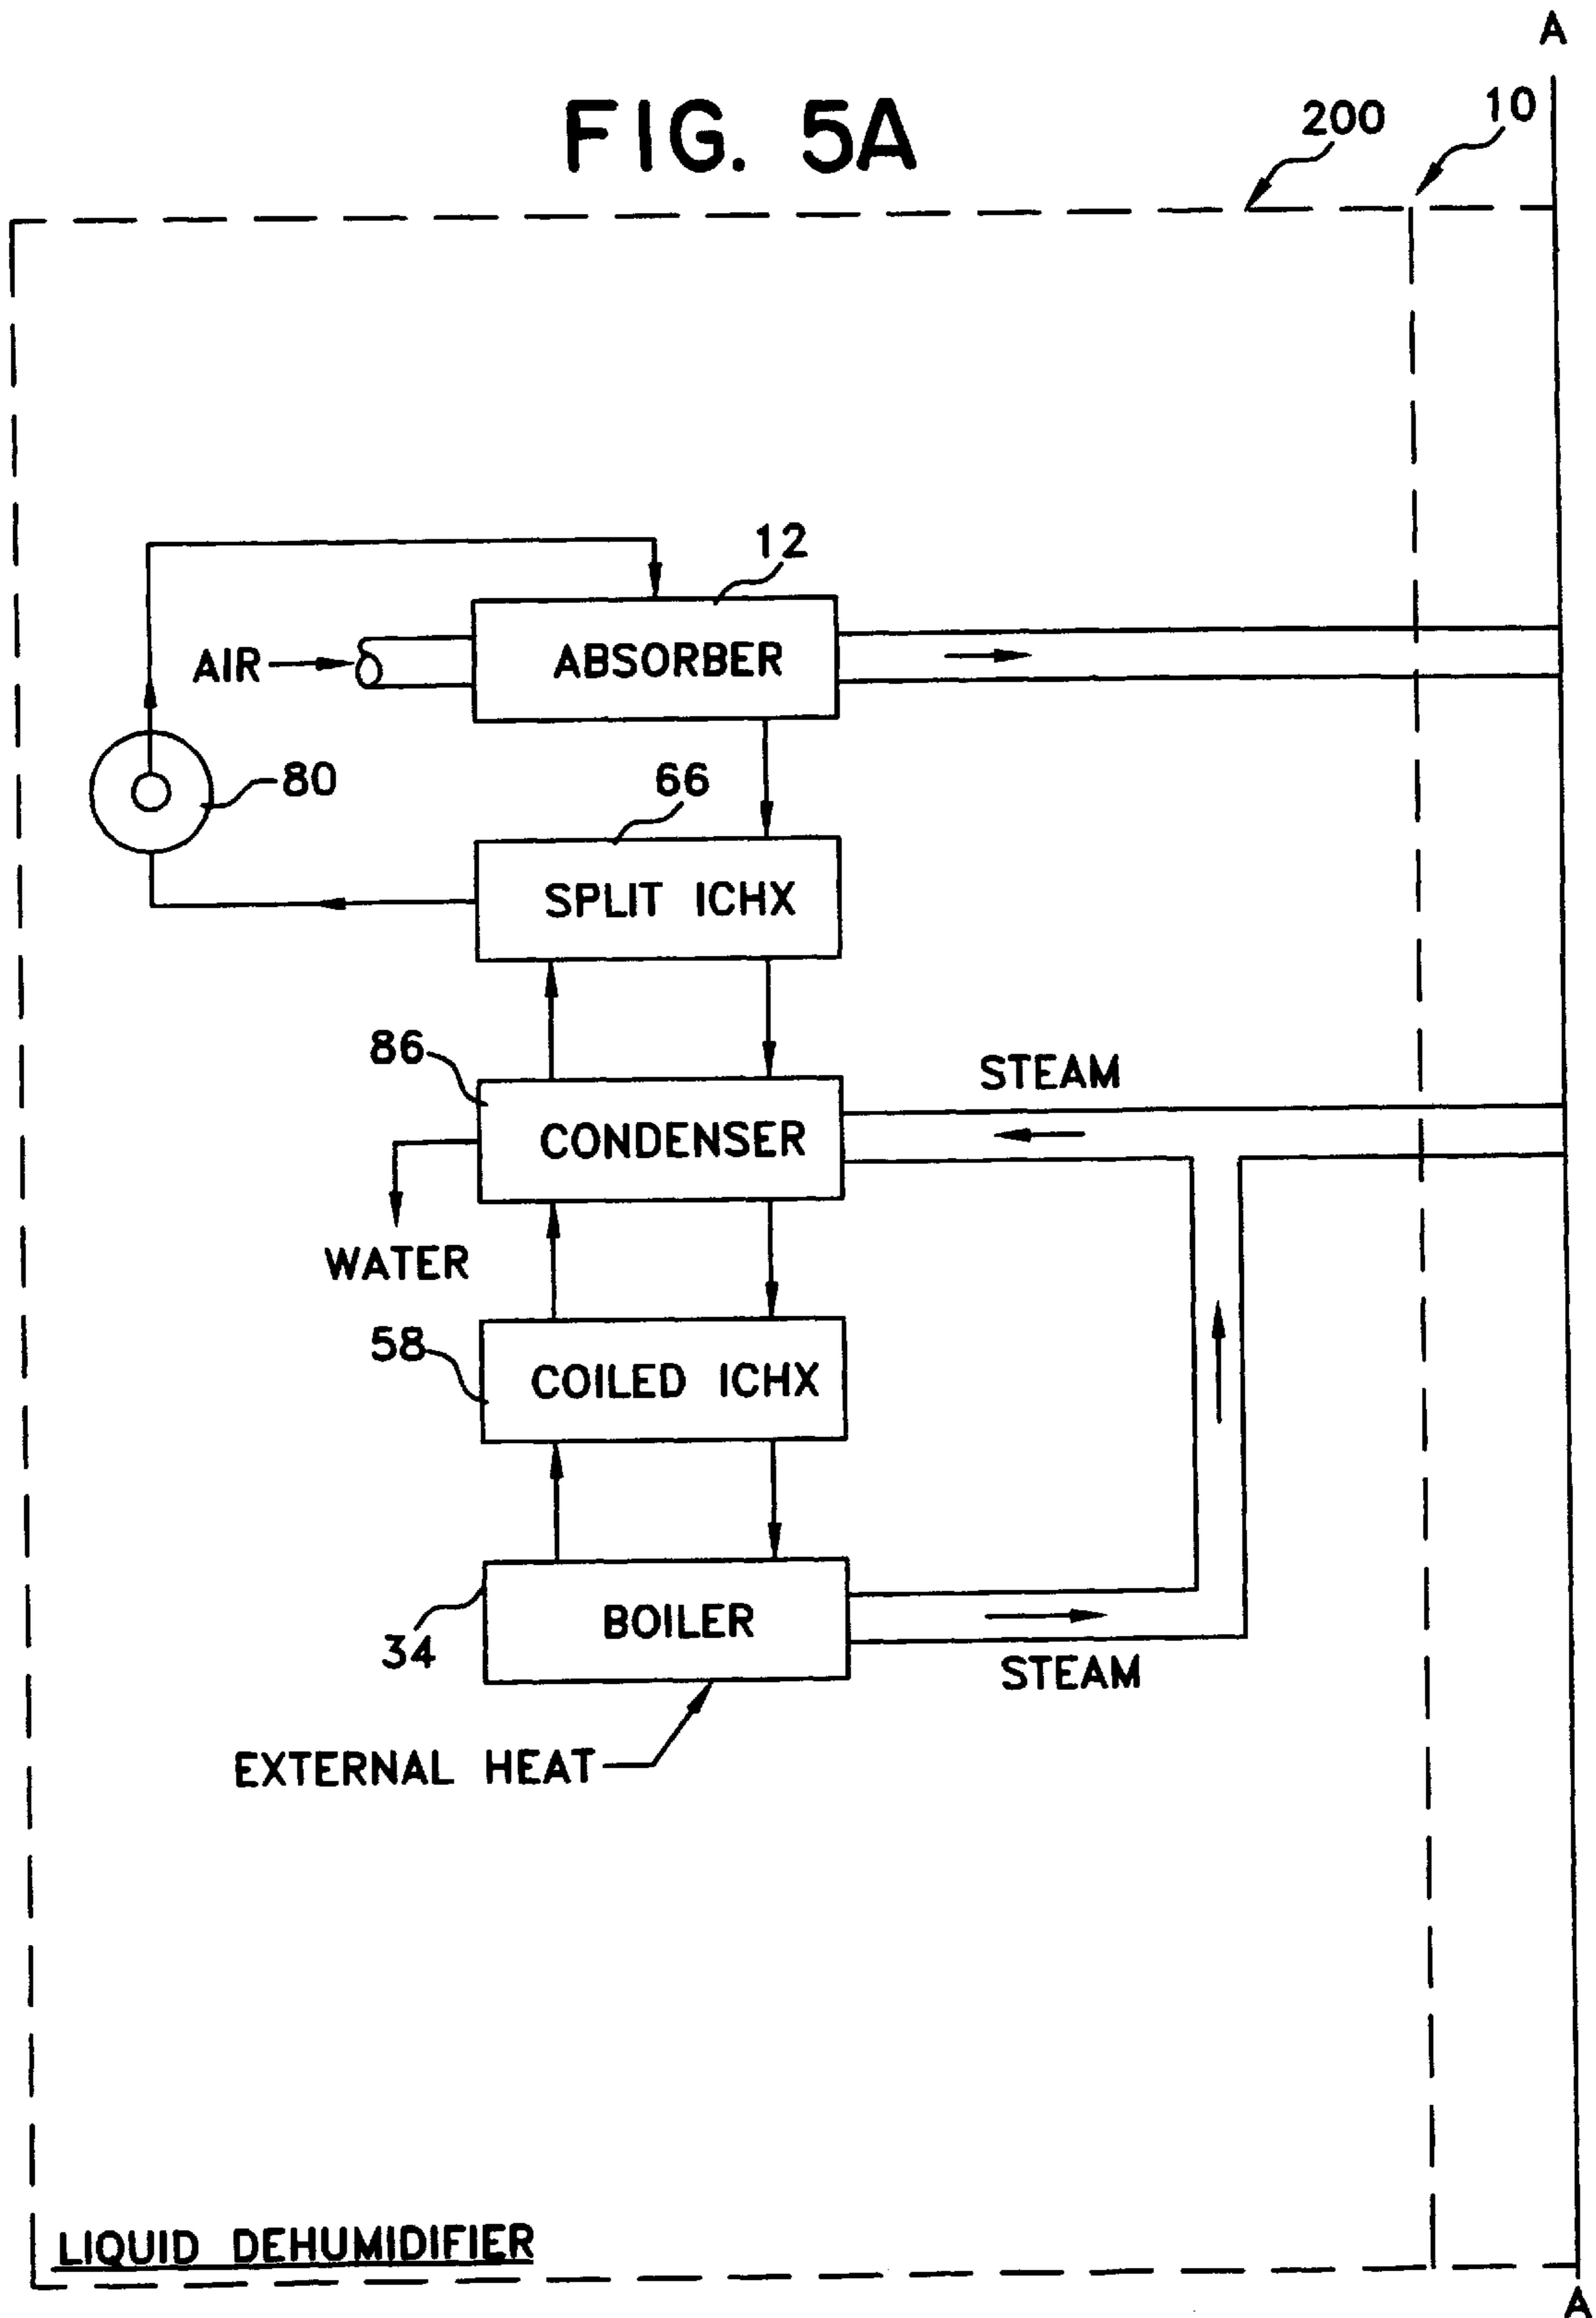 A
FIG. 5A
200
10
12
AIR
ABSORBER
80
66
SPLIT ICHX
86
STEAM
CONDENSER
WATER
58
COILED ICHX
34
BOILER
STEAM
EXTERNAL HEAT
LIQUID DEHUMIDIFIER
A